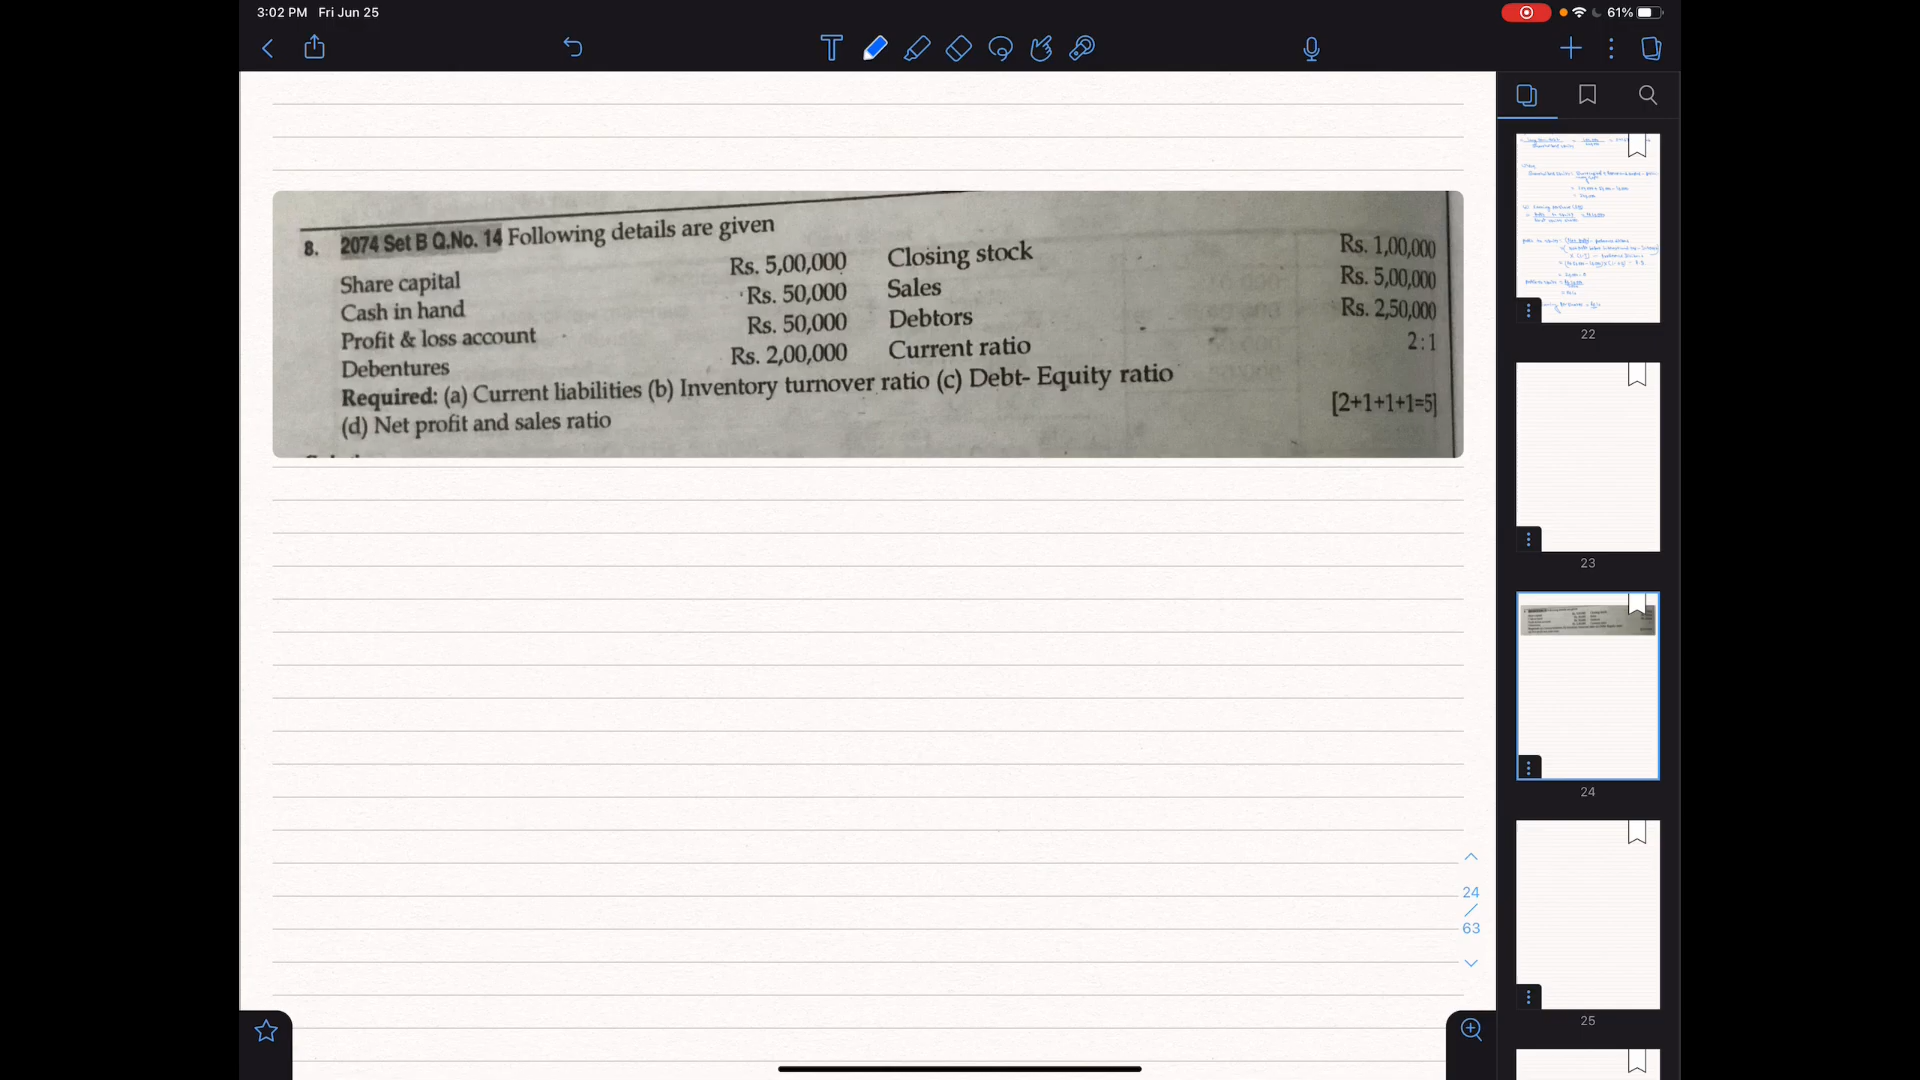 3:02 PM Fri Jun 25
61%
8. 2074 Set B Q.No. 14 Following details are given
Share capital Rs. 5,00,000 Closing stock Rs. 1,00,000
Cash in hand Rs. 50,000 Sales Rs. 5,00,000
Profit & loss account Rs. 50,000 Debtors Rs. 2,50,000
Debentures Rs. 2,00,000 Current ratio 2:1
Required: (a) Current liabilities (b) Inventory turnover ratio (c) Debt- Equity ratio
(d) Net profit and sales ratio [2+1+1+1=5]
24
/
63
22
23
24
25